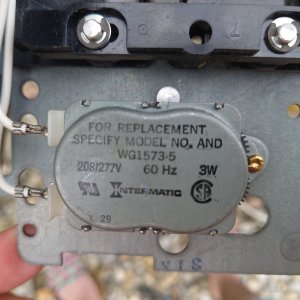 FOR REPLACEMENT
SPECIFY MODEL NO. AND
WG1573-5
208/277V 60 Hz 3W
INTERMATIC
X 29